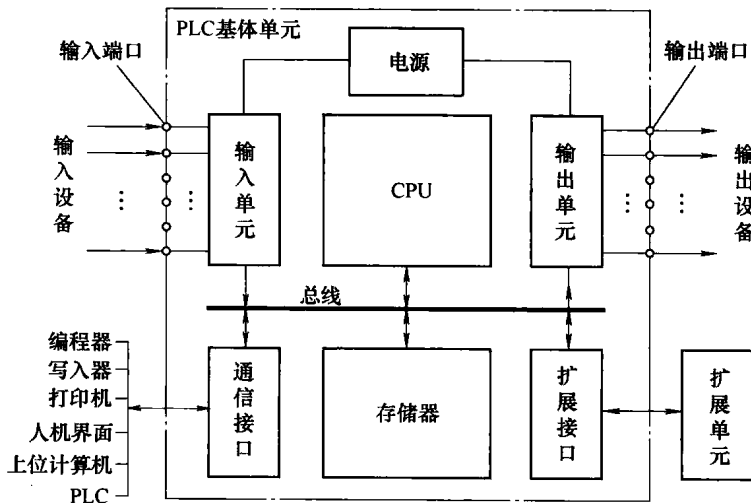 PLC基体单元
输入端口
电源
输出端口
输入设备
输入单元
CPU
输出单元
输出设备
总线
编程器
写入器
打印机
人机界面
上位计算机
PLC
通信接口
存储器
扩展接口
扩展单元